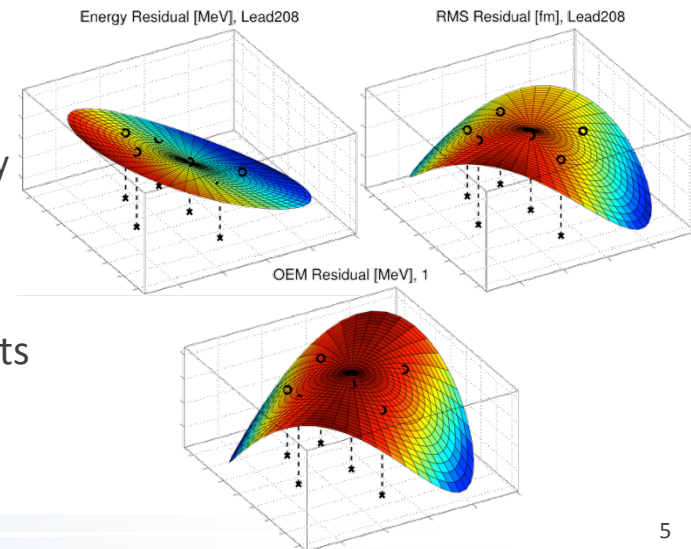 Energy Residual [MeV], Lead208
RMS Residual [fm], Lead208
y
OEM Residual [MeV], 1
ts
5